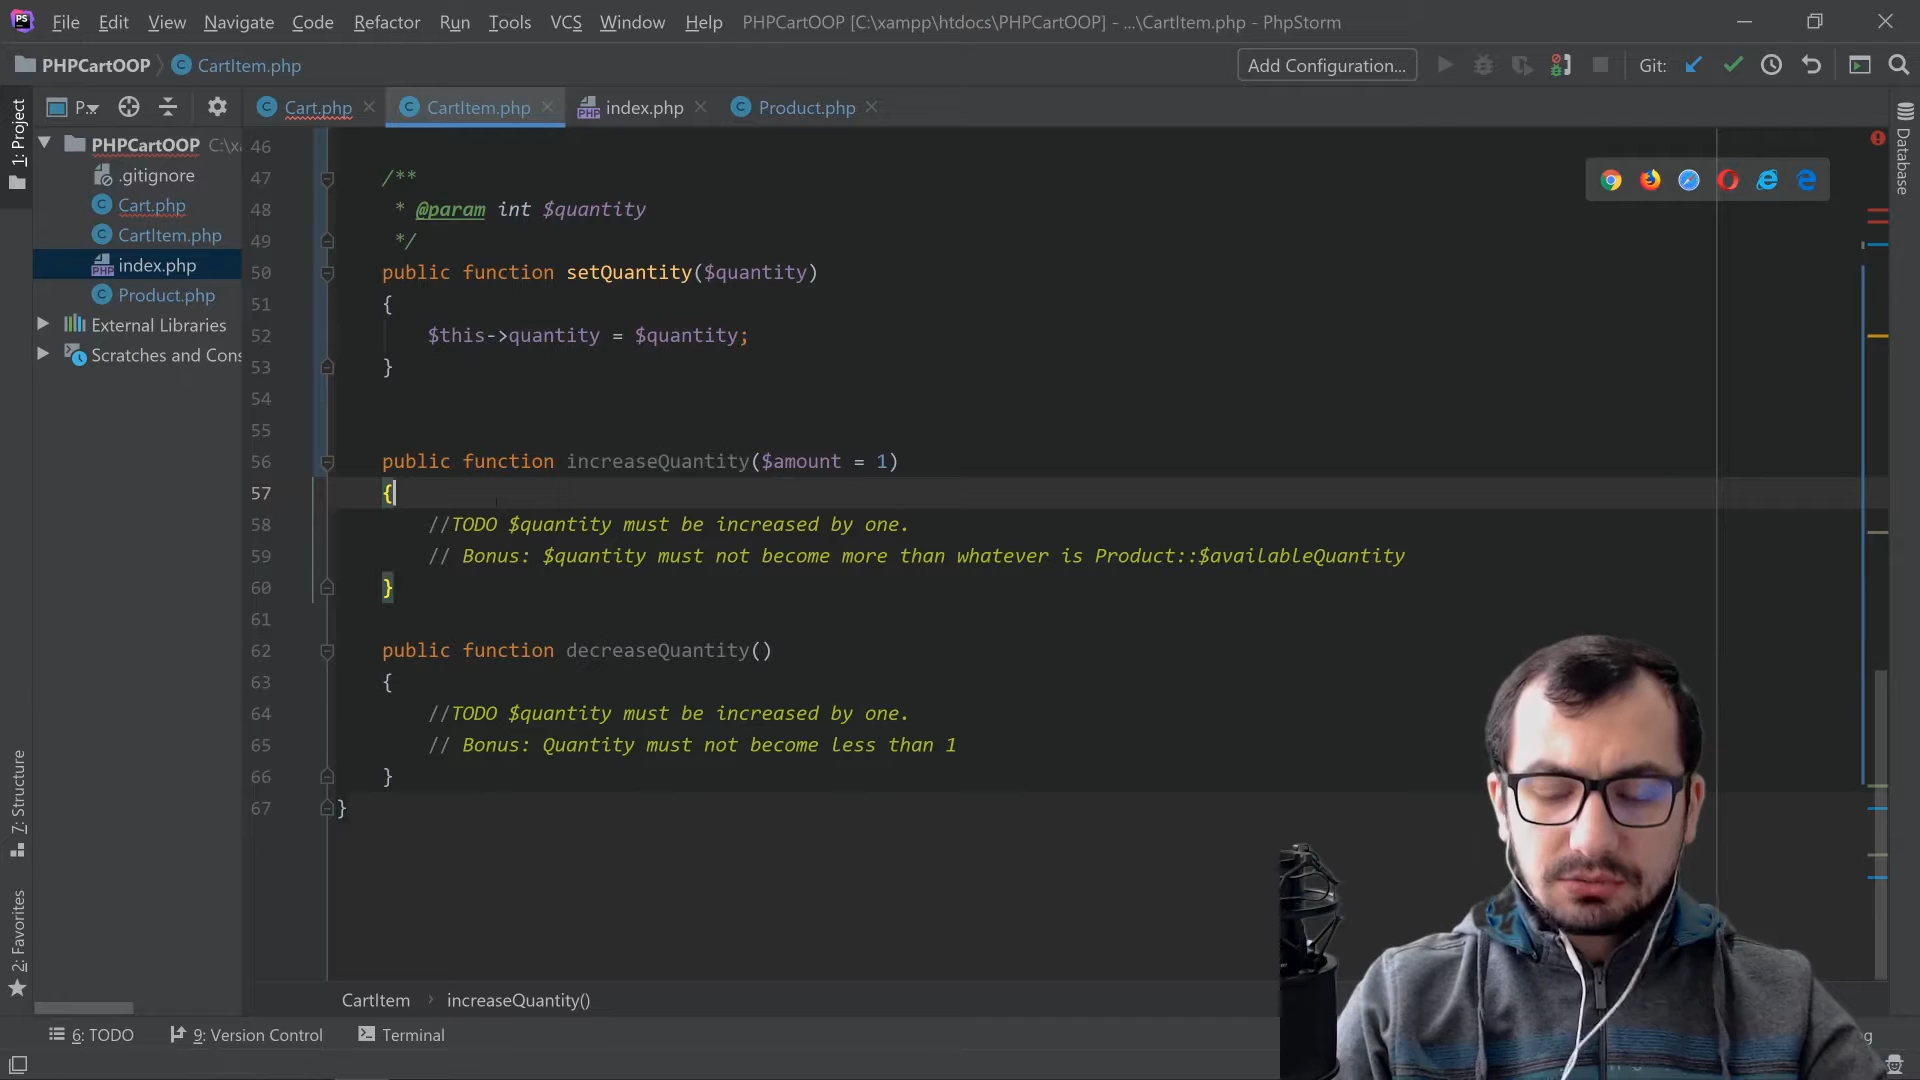 PS File Edit View Navigate Code Refactor Run Tools VCS Window Help PHPCartOOP [C:\xampp\htdocs\PHPCartOOP] - ...\CartItem.php - PhpStorm
PHPCartOOP CartItem.php Add Configuration... Git:
1: Project P... Cart.php CartItem.php index.php Product.php
PHPCartOOP C:\x
.gitignore
Cart.php
CartItem.php
index.php
Product.php
External Libraries
Scratches and Cons
7: Structure
2: Favorites
Database
46
47 /**
48 * @param int $quantity
49 */
50 public function setQuantity($quantity)
51 {
52 $this->quantity = $quantity;
53 }
54
55
56 public function increaseQuantity($amount = 1)
57 {
58 //TODO $quantity must be increased by one.
59 // Bonus: $quantity must not become more than whatever is Product::$availableQuantity
60 }
61
62 public function decreaseQuantity()
63 {
64 //TODO $quantity must be increased by one.
65 // Bonus: Quantity must not become less than 1
66 }
67 }
CartItem › increaseQuantity()
6: TODO 9: Version Control Terminal